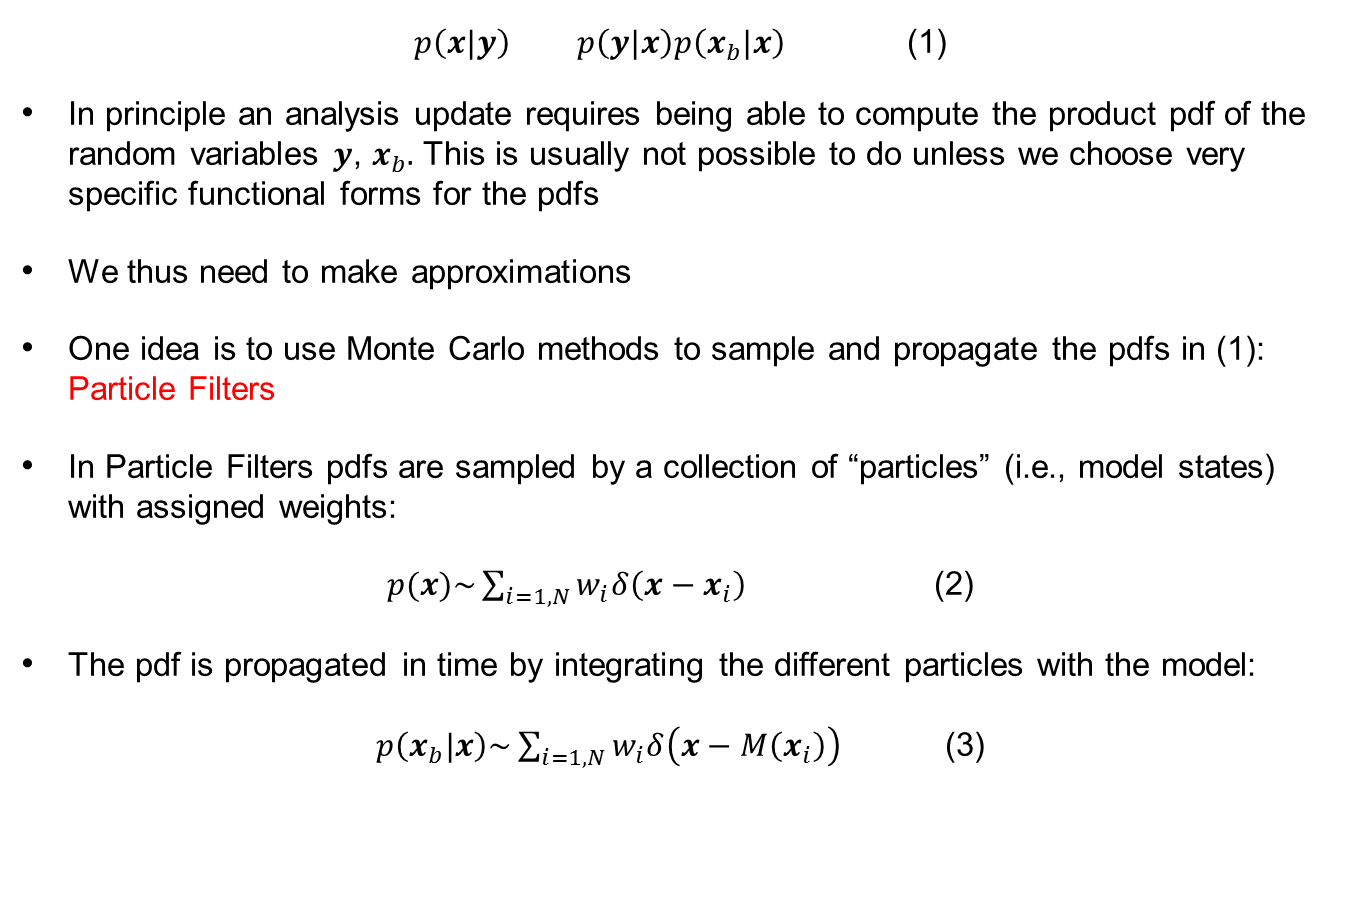 p(x|y) p(y|x)p(x_b|x) (1)
• In principle an analysis update requires being able to compute the product pdf of the
random variables y, x_b. This is usually not possible to do unless we choose very
specific functional forms for the pdfs
• We thus need to make approximations
• One idea is to use Monte Carlo methods to sample and propagate the pdfs in (1):
Particle Filters
• In Particle Filters pdfs are sampled by a collection of “particles” (i.e., model states)
with assigned weights:
p(x)~ ∑_{i=1,N} w_i δ(x − x_i) (2)
• The pdf is propagated in time by integrating the different particles with the model:
p(x_b|x)~ ∑_{i=1,N} w_i δ(x − M(x_i)) (3)